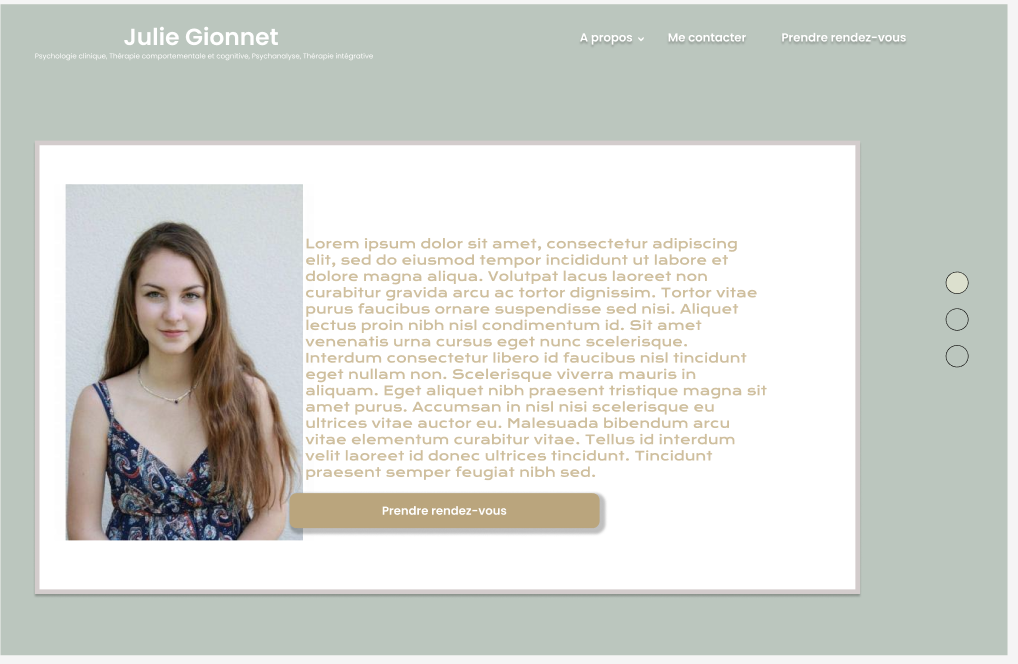 Julie Gionnet
Psychologie clinique, Thérapie comportementale et cognitive, Psychanalyse, Thérapie intégrative
A propos
Me contacter
Prendre rendez-vous
Lorem ipsum dolor sit amet, consectetur adipiscing
elit, sed do eiusmod tempor incididunt ut labore et
dolore magna aliqua. Volutpat lacus laoreet non
curabitur gravida arcu ac tortor dignissim. Tortor vitae
purus faucibus ornare suspendisse sed nisi. Aliquet
lectus proin nibh nisl condimentum id. Sit amet
venenatis urna cursus eget nunc scelerisque.
Interdum consectetur libero id faucibus nisl tincidunt
eget nullam non. Scelerisque viverra mauris in
aliquam. Eget aliquet nibh praesent tristique magna sit
amet purus. Accumsan in nisl nisi scelerisque eu
ultrices vitae auctor eu. Malesuada bibendum arcu
vitae elementum curabitur vitae. Tellus id interdum
velit laoreet id donec ultrices tincidunt. Tincidunt
praesent semper feugiat nibh sed.
Prendre rendez-vous